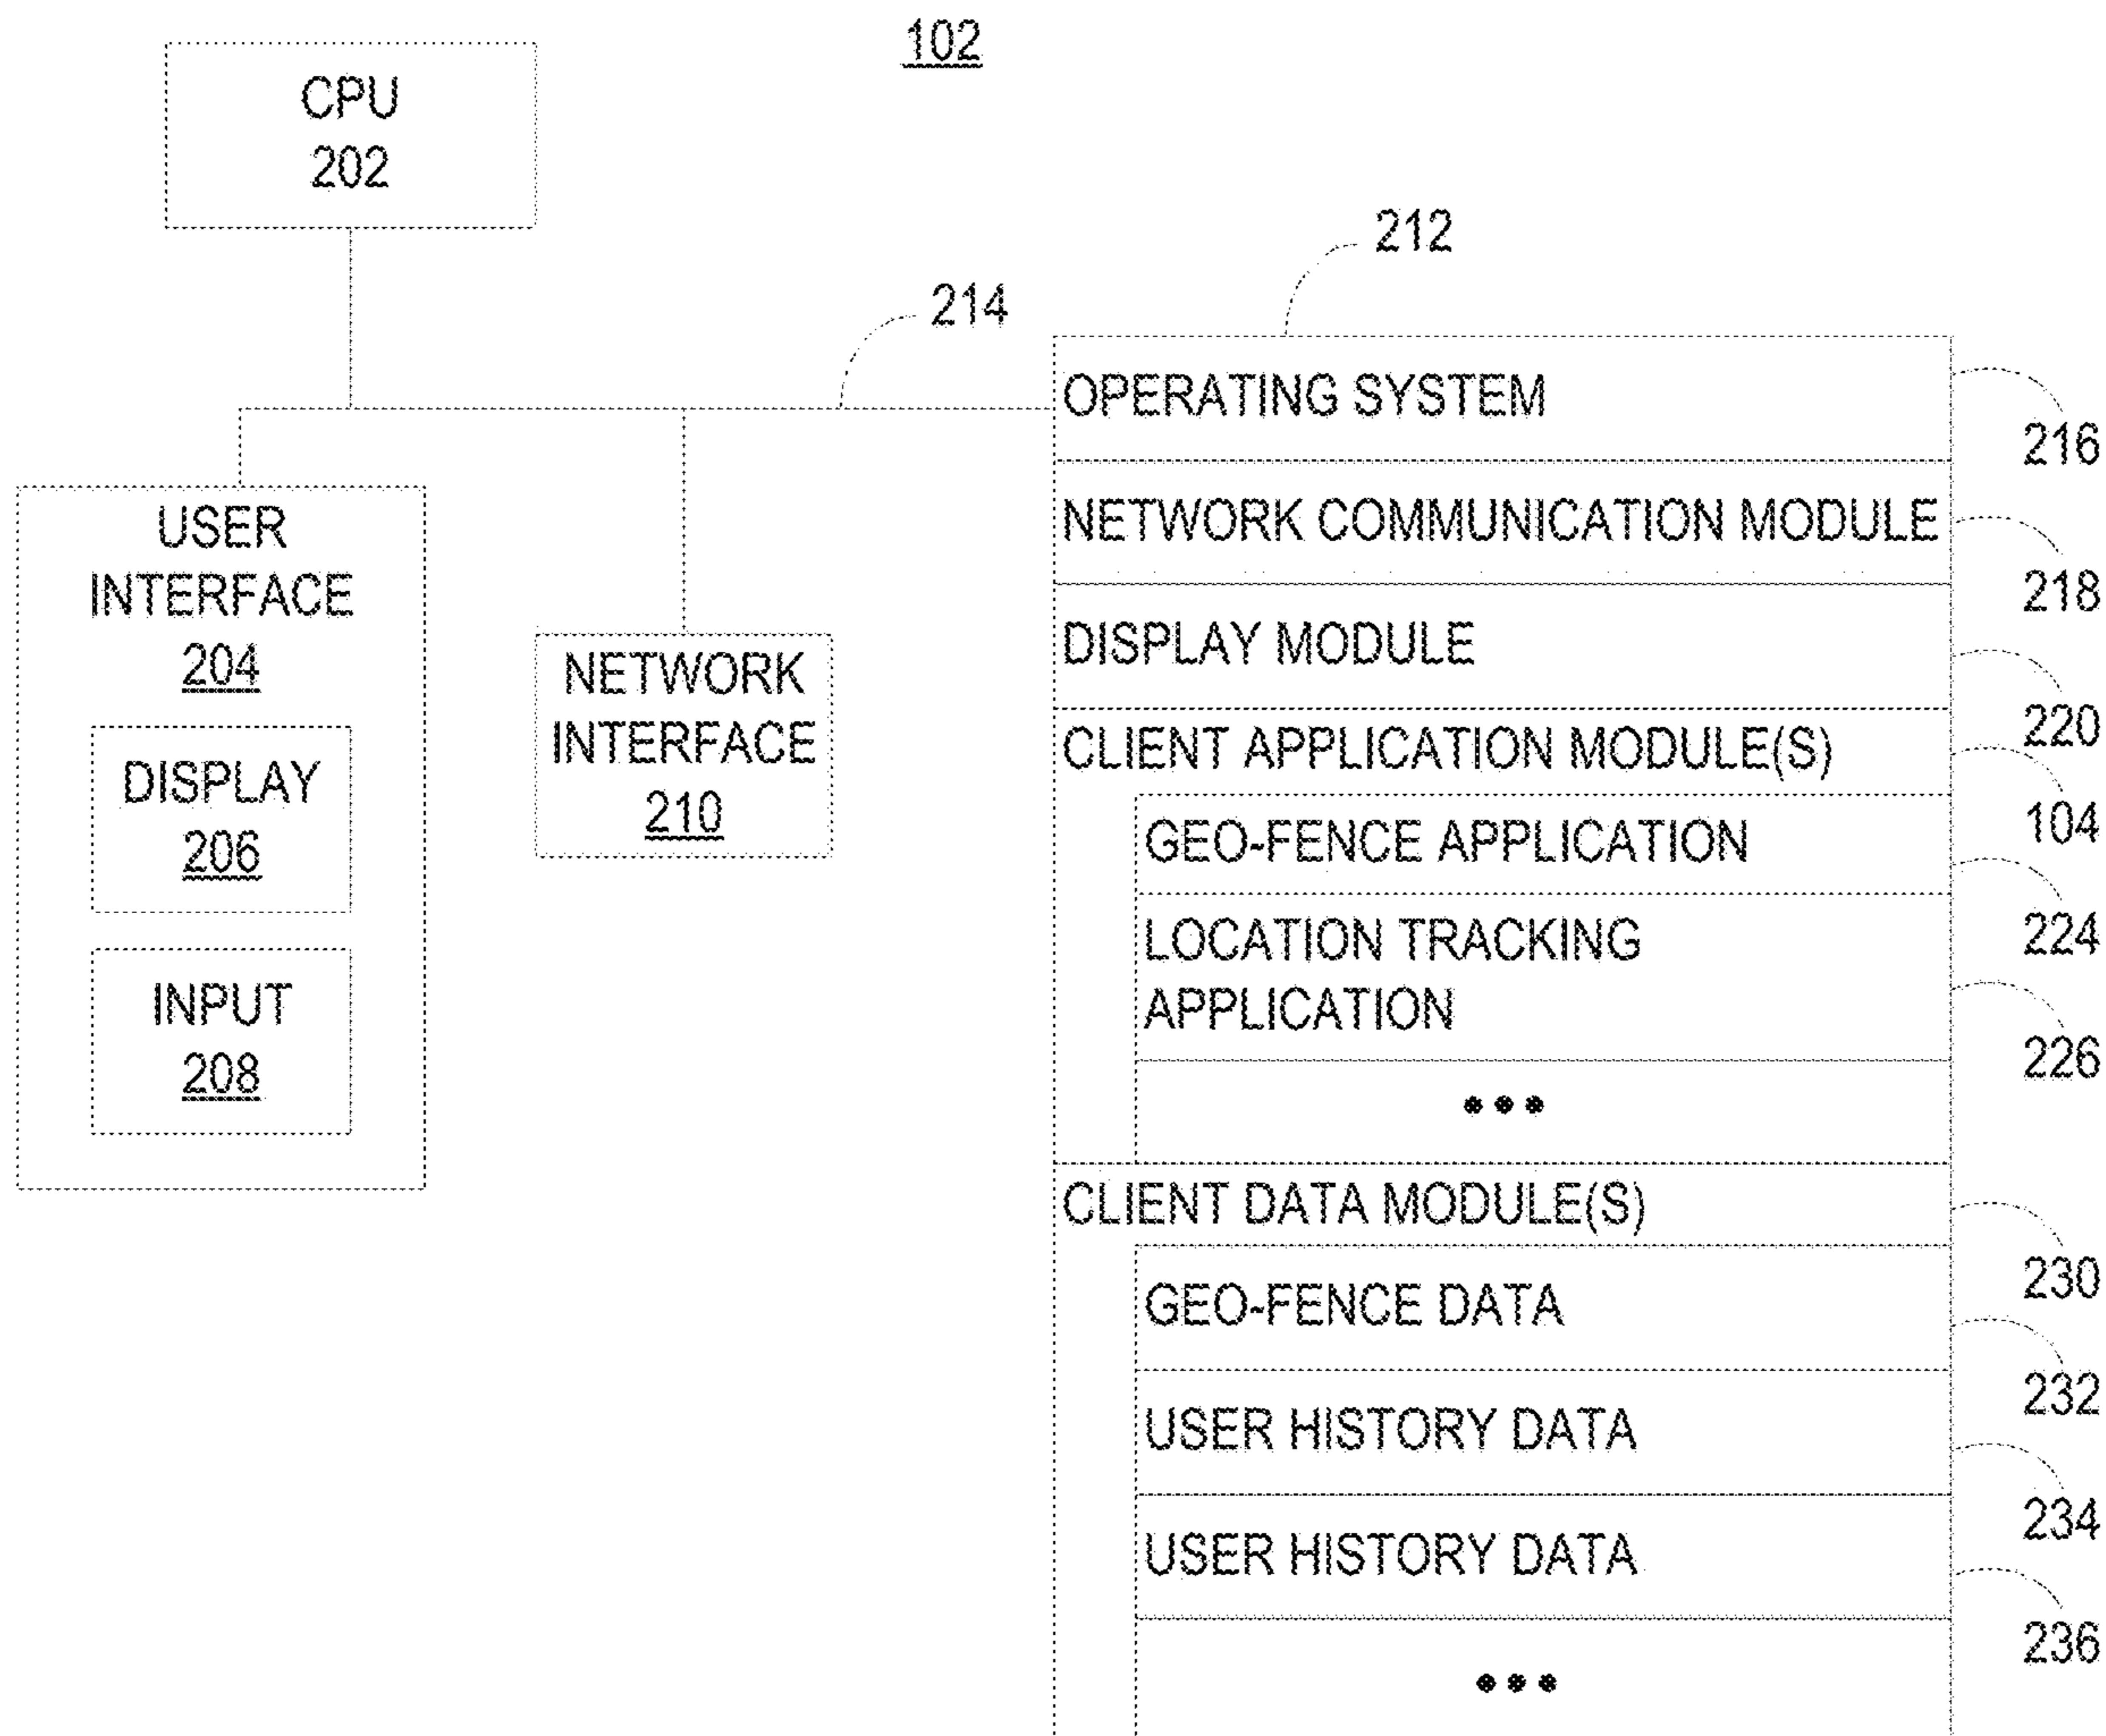 102
CPU
202
212
214
USER
INTERFACE
204
DISPLAY
206
INPUT
208
NETWORK
INTERFACE
210
OPERATING SYSTEM
216
NETWORK COMMUNICATION MODULE
218
DISPLAY MODULE
220
CLIENT APPLICATION MODULE(S)
104
GEO-FENCE APPLICATION
224
LOCATION TRACKING
APPLICATION
226
•••
CLIENT DATA MODULE(S)
230
GEO-FENCE DATA
232
USER HISTORY DATA
234
USER HISTORY DATA
236
•••